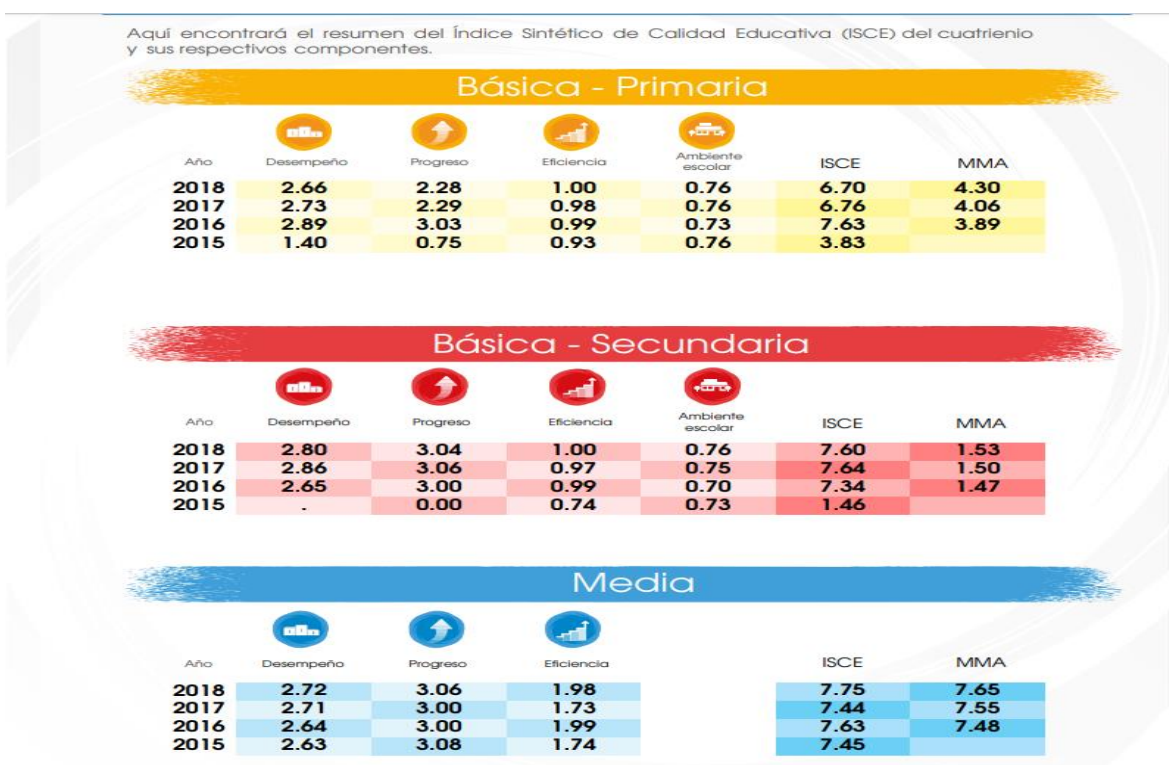 Aquí encontrará el resumen del Índice Sintético de Calidad Educativa (ISCE) del cuatrienio
y sus respectivos componentes.
Básica - Primaria
Año Desempeño Progreso Eficiencia Ambiente escolar ISCE MMA
2018 2.66 2.28 1.00 0.76 6.70 4.30
2017 2.73 2.29 0.98 0.76 6.76 4.06
2016 2.89 3.03 0.99 0.73 7.63 3.89
2015 1.40 0.75 0.93 0.76 3.83
Básica - Secundaria
Año Desempeño Progreso Eficiencia Ambiente escolar ISCE MMA
2018 2.80 3.04 1.00 0.76 7.60 1.53
2017 2.86 3.06 0.97 0.75 7.64 1.50
2016 2.65 3.00 0.99 0.70 7.34 1.47
2015 . 0.00 0.74 0.73 1.46
Media
Año Desempeño Progreso Eficiencia ISCE MMA
2018 2.72 3.06 1.98 7.75 7.65
2017 2.71 3.00 1.73 7.44 7.55
2016 2.64 3.00 1.99 7.63 7.48
2015 2.63 3.08 1.74 7.45